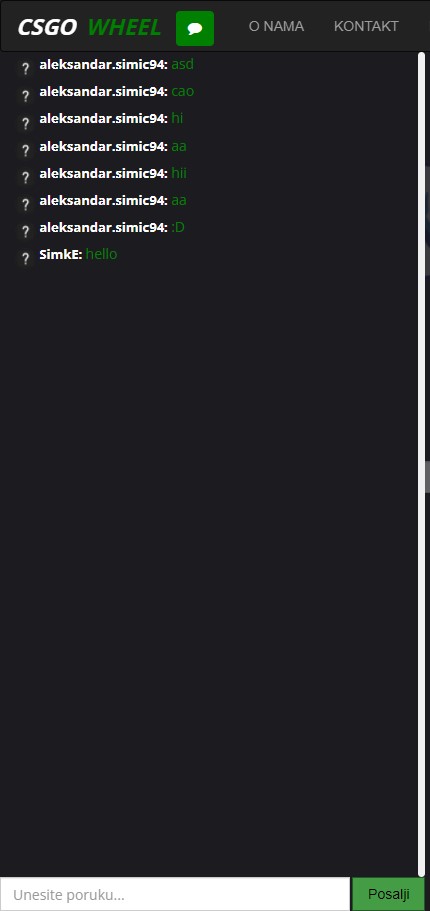 CSGO WHEEL O NAMA KONTAKT
? aleksandar.simic94: asd
? aleksandar.simic94: cao
? aleksandar.simic94: hi
? aleksandar.simic94: aa
? aleksandar.simic94: hii
? aleksandar.simic94: aa
? aleksandar.simic94: :D
? SimkE: hello
Unesite poruku... Posalji